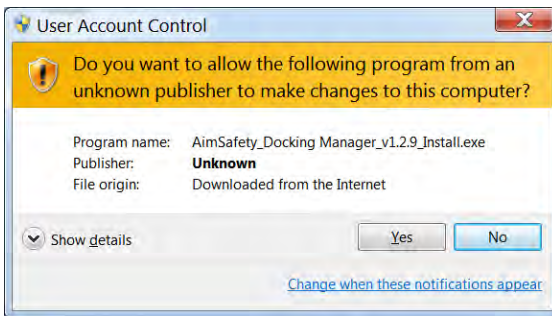 User Account Control
Do you want to allow the following program from an
unknown publisher to make changes to this computer?
Program name: AimSafety_Docking Manager_v1.2.9_Install.exe
Publisher: Unknown
File origin: Downloaded from the Internet
Show details
Yes
No
Change when these notifications appear